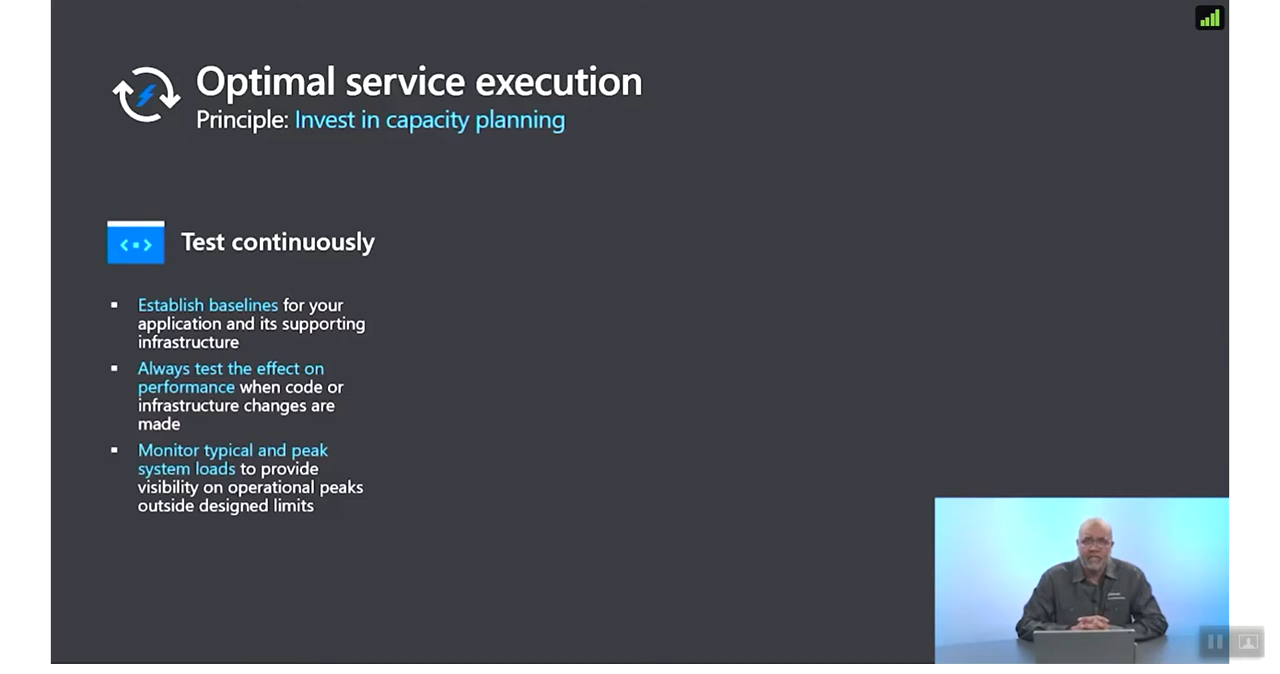 Optimal service execution
Principle: Invest in capacity planning
Test continuously
Establish baselines for your
application and its supporting
infrastructure
Always test the effect on
performance when code or
infrastructure changes are
made
Monitor typical and peak
system loads to provide
visibility on operational peaks
outside designed limits